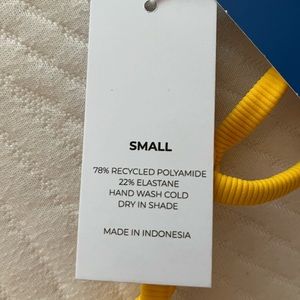 SMALL
78% RECYCLED POLYAMIDE
22% ELASTANE
HAND WASH COLD
DRY IN SHADE
MADE IN INDONESIA